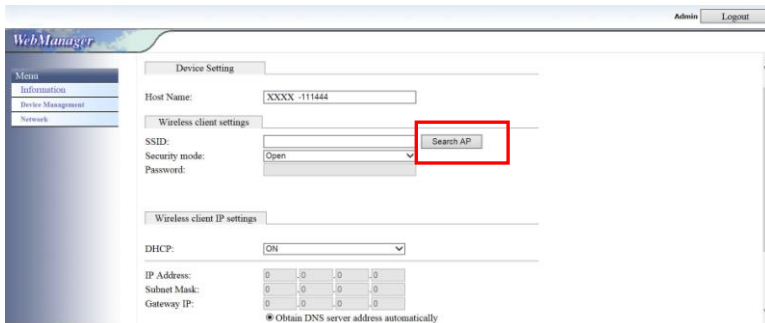 Admin Logout
WebManager
Menu
Information
Device Management
Network
Device Setting
Host Name: XXXX -111444
Wireless client settings
SSID: Search AP
Security mode: Open
Password:
Wireless client IP settings
DHCP: ON
IP Address: 0 .0 .0 .0
Subnet Mask: 0 .0 .0 .0
Gateway IP: 0 .0 .0 .0
Obtain DNS server address automatically